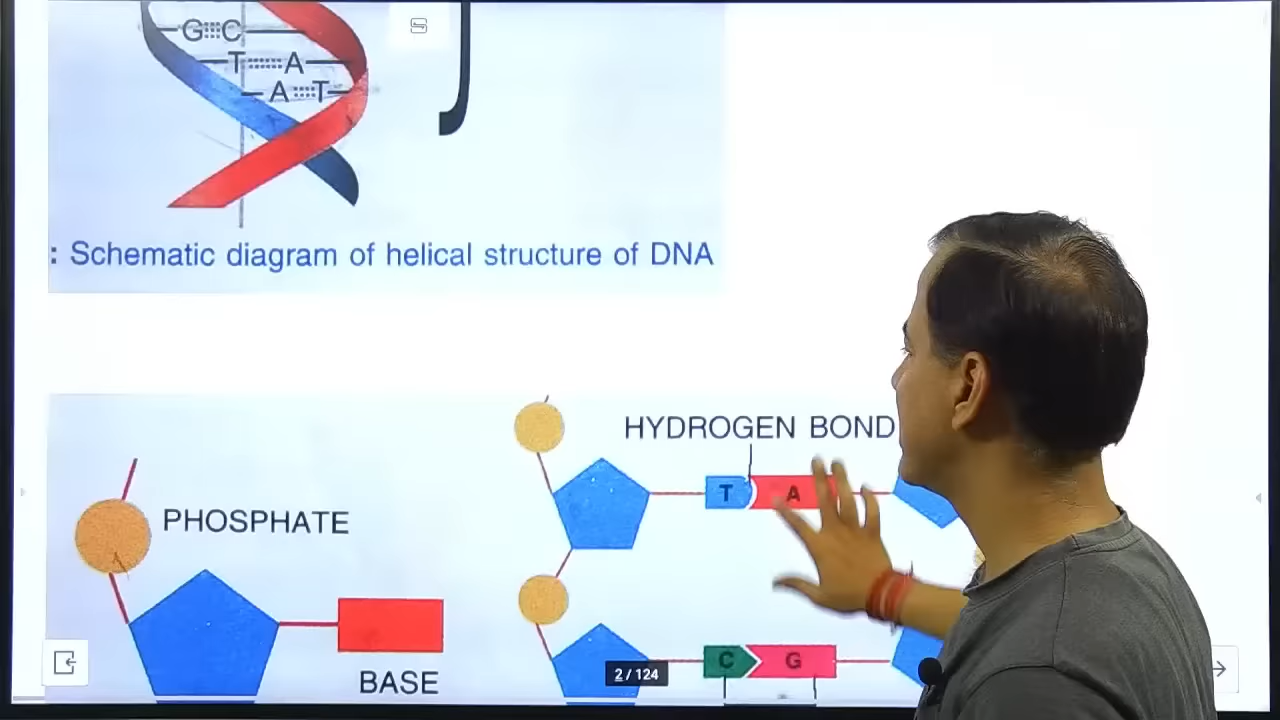 G C
T A
A T
: Schematic diagram of helical structure of DNA
HYDROGEN BOND
T A
PHOSPHATE
C G
2 / 124
BASE